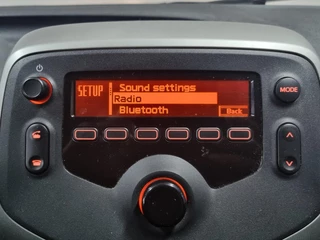 SETUP
Sound settings
Radio
Bluetooth
Back
MODE